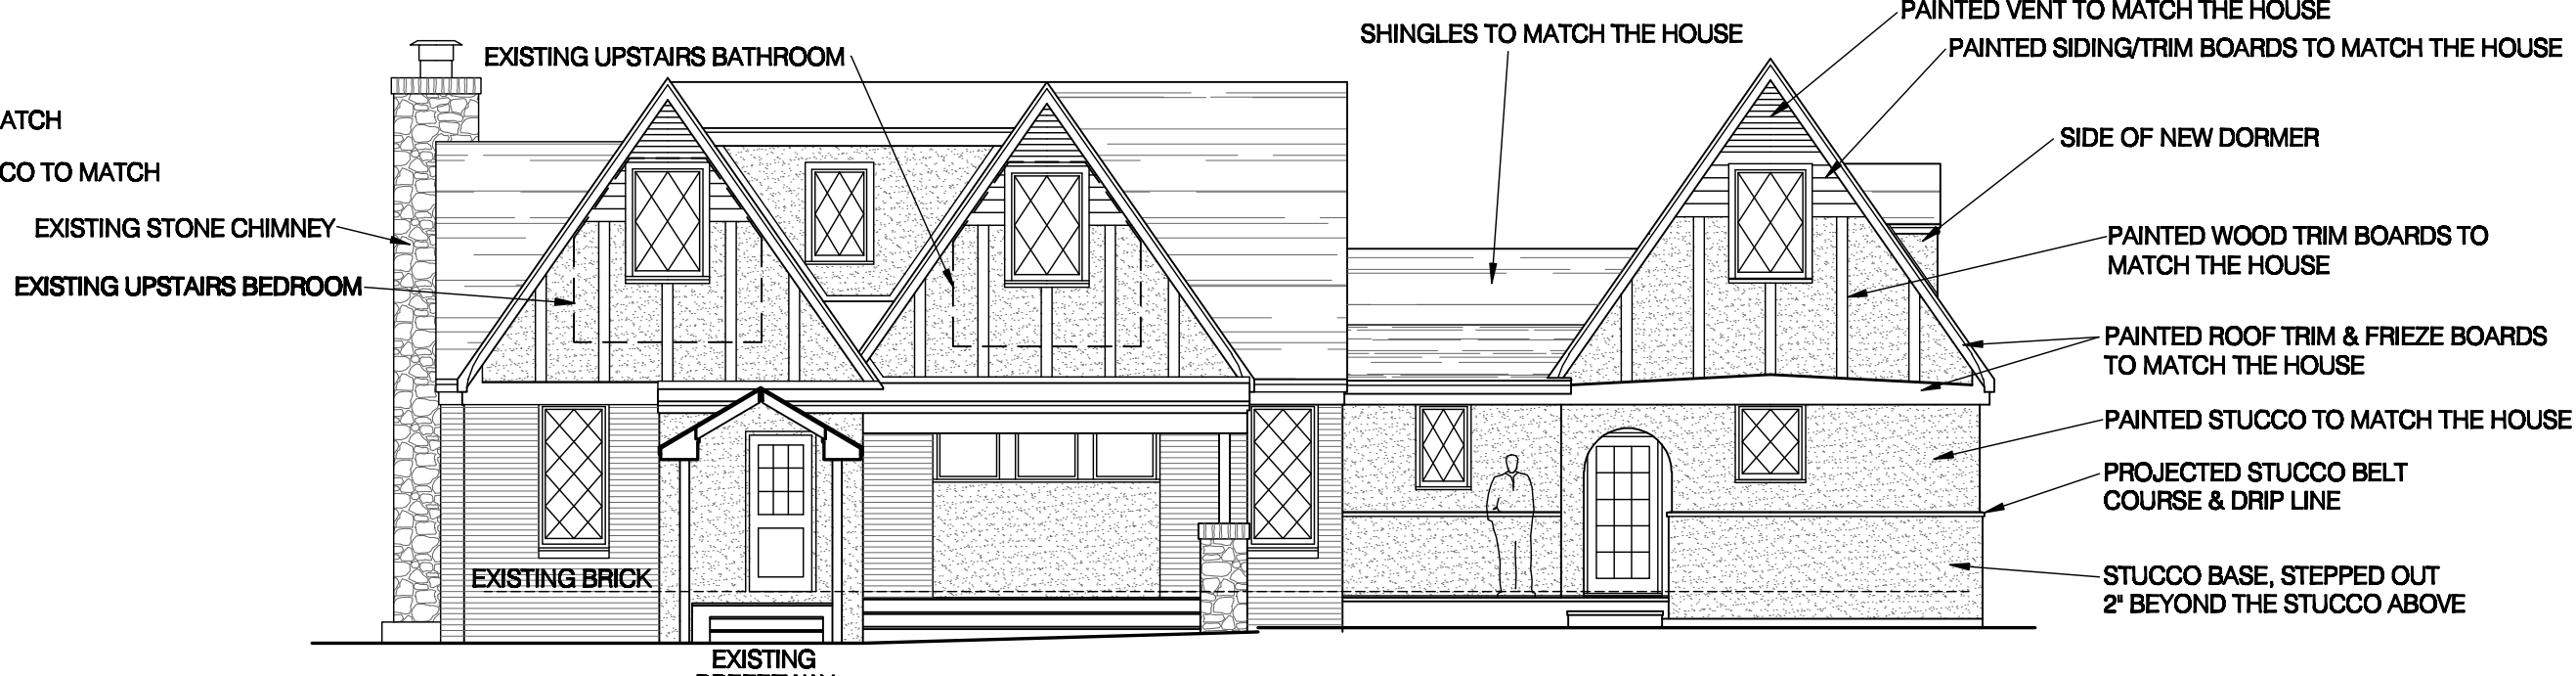 PAINTED VENT TO MATCH THE HOUSE
SHINGLES TO MATCH THE HOUSE
PAINTED SIDING/TRIM BOARDS TO MATCH THE HOUSE
EXISTING UPSTAIRS BATHROOM
ATCH
SIDE OF NEW DORMER
CO TO MATCH
EXISTING STONE CHIMNEY
PAINTED WOOD TRIM BOARDS TO
MATCH THE HOUSE
EXISTING UPSTAIRS BEDROOM
PAINTED ROOF TRIM & FRIEZE BOARDS
TO MATCH THE HOUSE
PAINTED STUCCO TO MATCH THE HOUSE
PROJECTED STUCCO BELT
COURSE & DRIP LINE
EXISTING BRICK
STUCCO BASE, STEPPED OUT
2" BEYOND THE STUCCO ABOVE
EXISTING